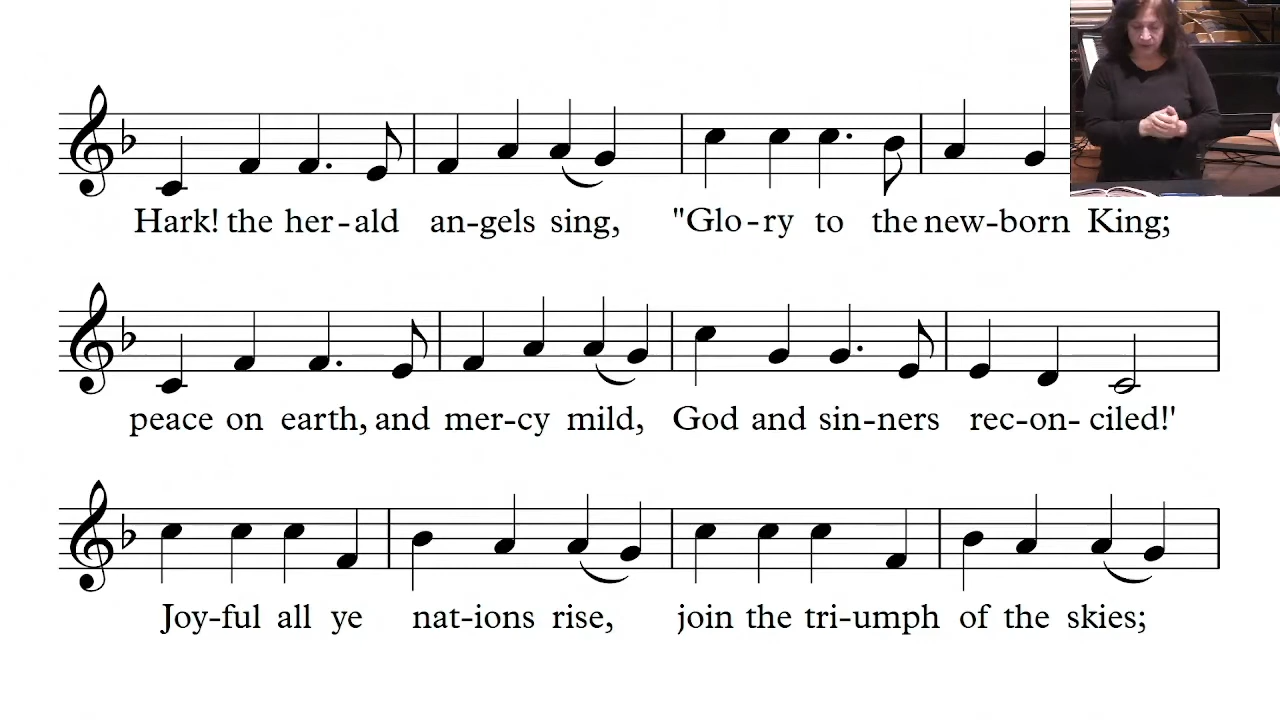 Hark! the her-ald an-gels sing, "Glo-ry to the new-born King;
peace on earth, and mer-cy mild, God and sin-ners rec-on-ciled!'
Joy-ful all ye nat-ions rise, join the tri-umph of the skies;